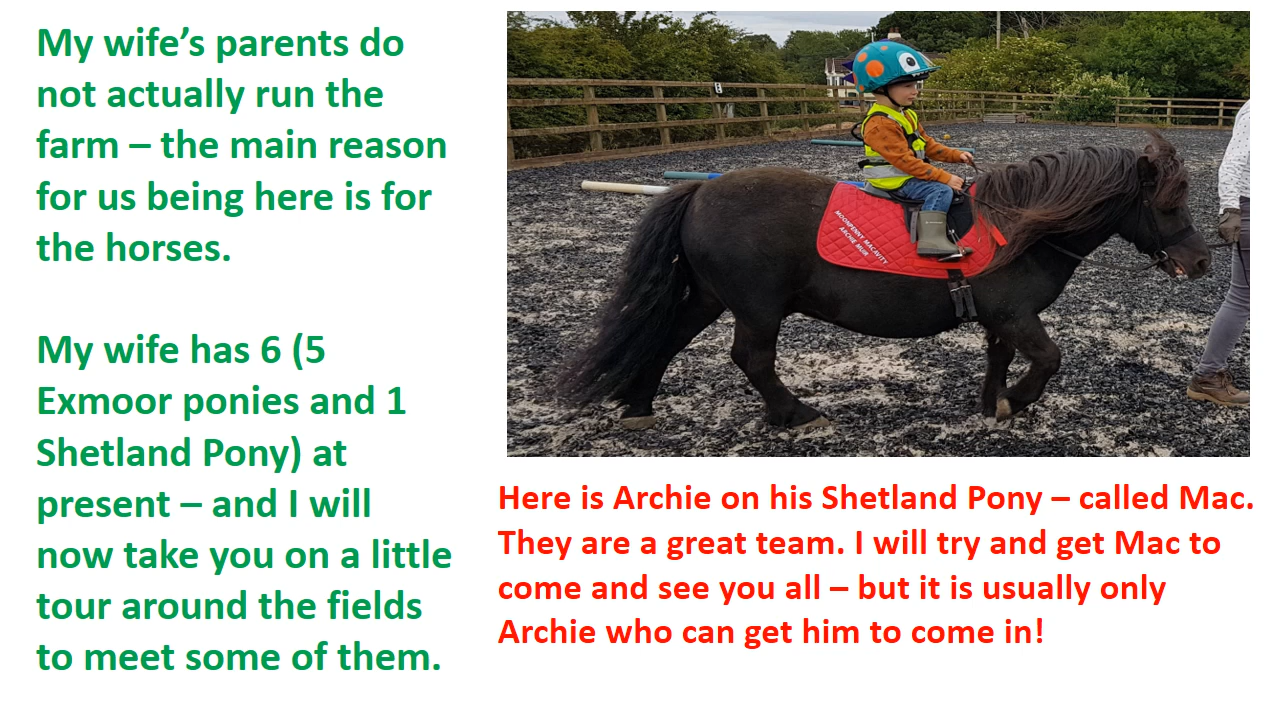 My wife’s parents do
not actually run the
farm – the main reason
for us being here is for
the horses.
My wife has 6 (5
Exmoor ponies and 1
Shetland Pony) at
present – and I will
now take you on a little
tour around the fields
to meet some of them.
MOONPENNY MACAVITY
ARCHIE MUIR
Here is Archie on his Shetland Pony – called Mac.
They are a great team. I will try and get Mac to
come and see you all – but it is usually only
Archie who can get him to come in!